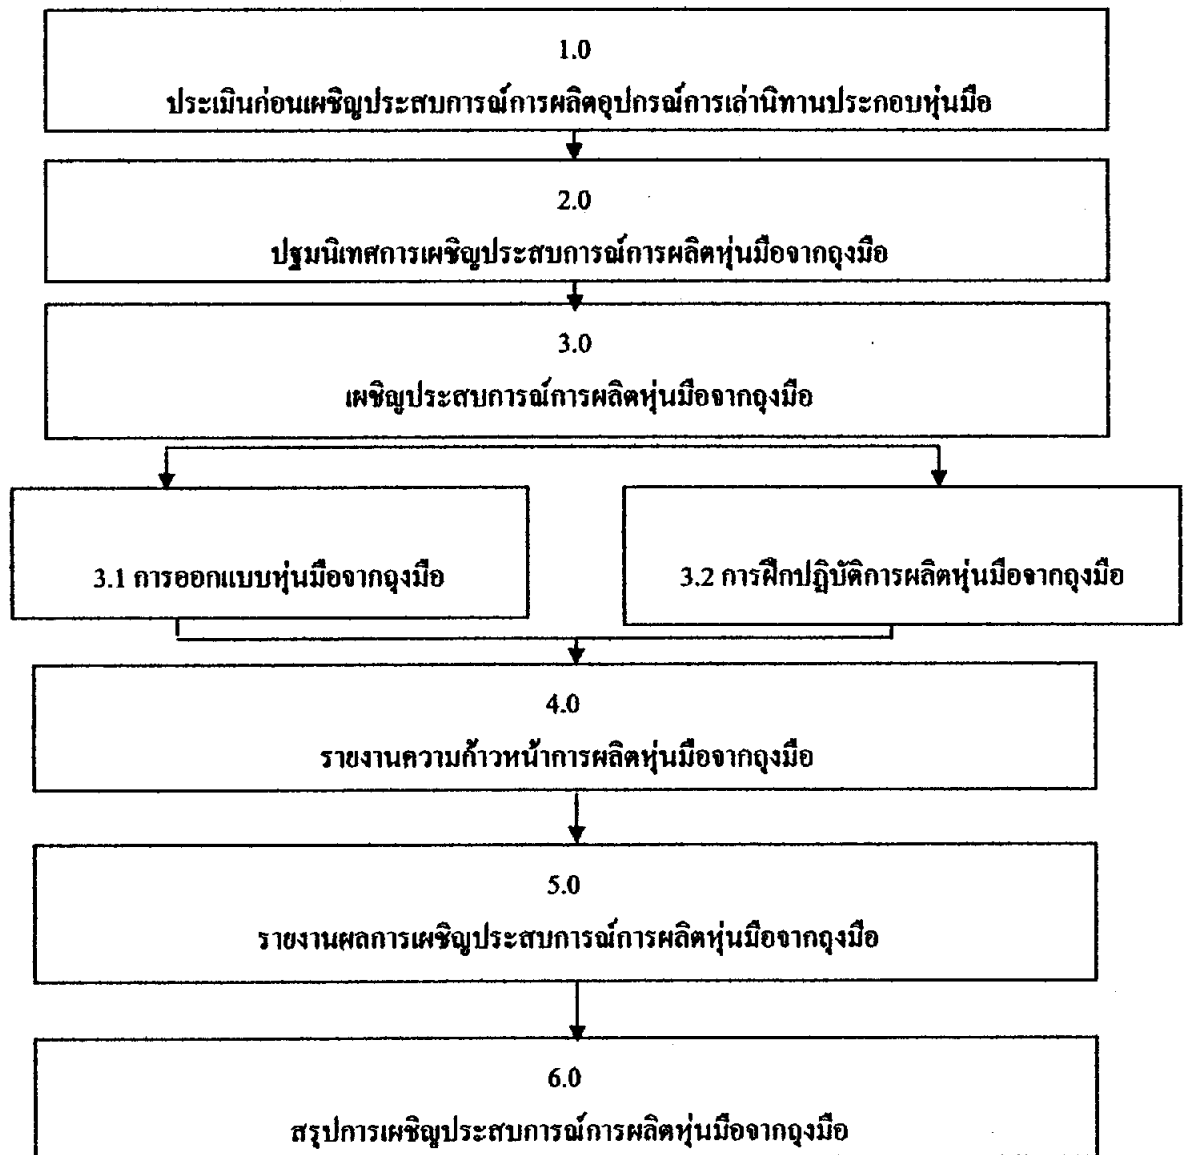 1.0
ประเมินก่อนเผชิญประสบการณ์การผลิตอุปกรณ์การเล่านิทานประกอบหุ่นมือ
2.0
ปฐมนิเทศการเผชิญประสบการณ์การผลิตหุ่นมือจากถุงมือ
3.0
เผชิญประสบการณ์การผลิตหุ่นมือจากถุงมือ
3.1 การออกแบบหุ่นมือจากถุงมือ
3.2 การฝึกปฏิบัติการผลิตหุ่นมือจากถุงมือ
4.0
รายงานความก้าวหน้าการผลิตหุ่นมือจากถุงมือ
5.0
รายงานผลการเผชิญประสบการณ์การผลิตหุ่นมือจากถุงมือ
6.0
สรุปการเผชิญประสบการณ์การผลิตหุ่นมือจากถุงมือ